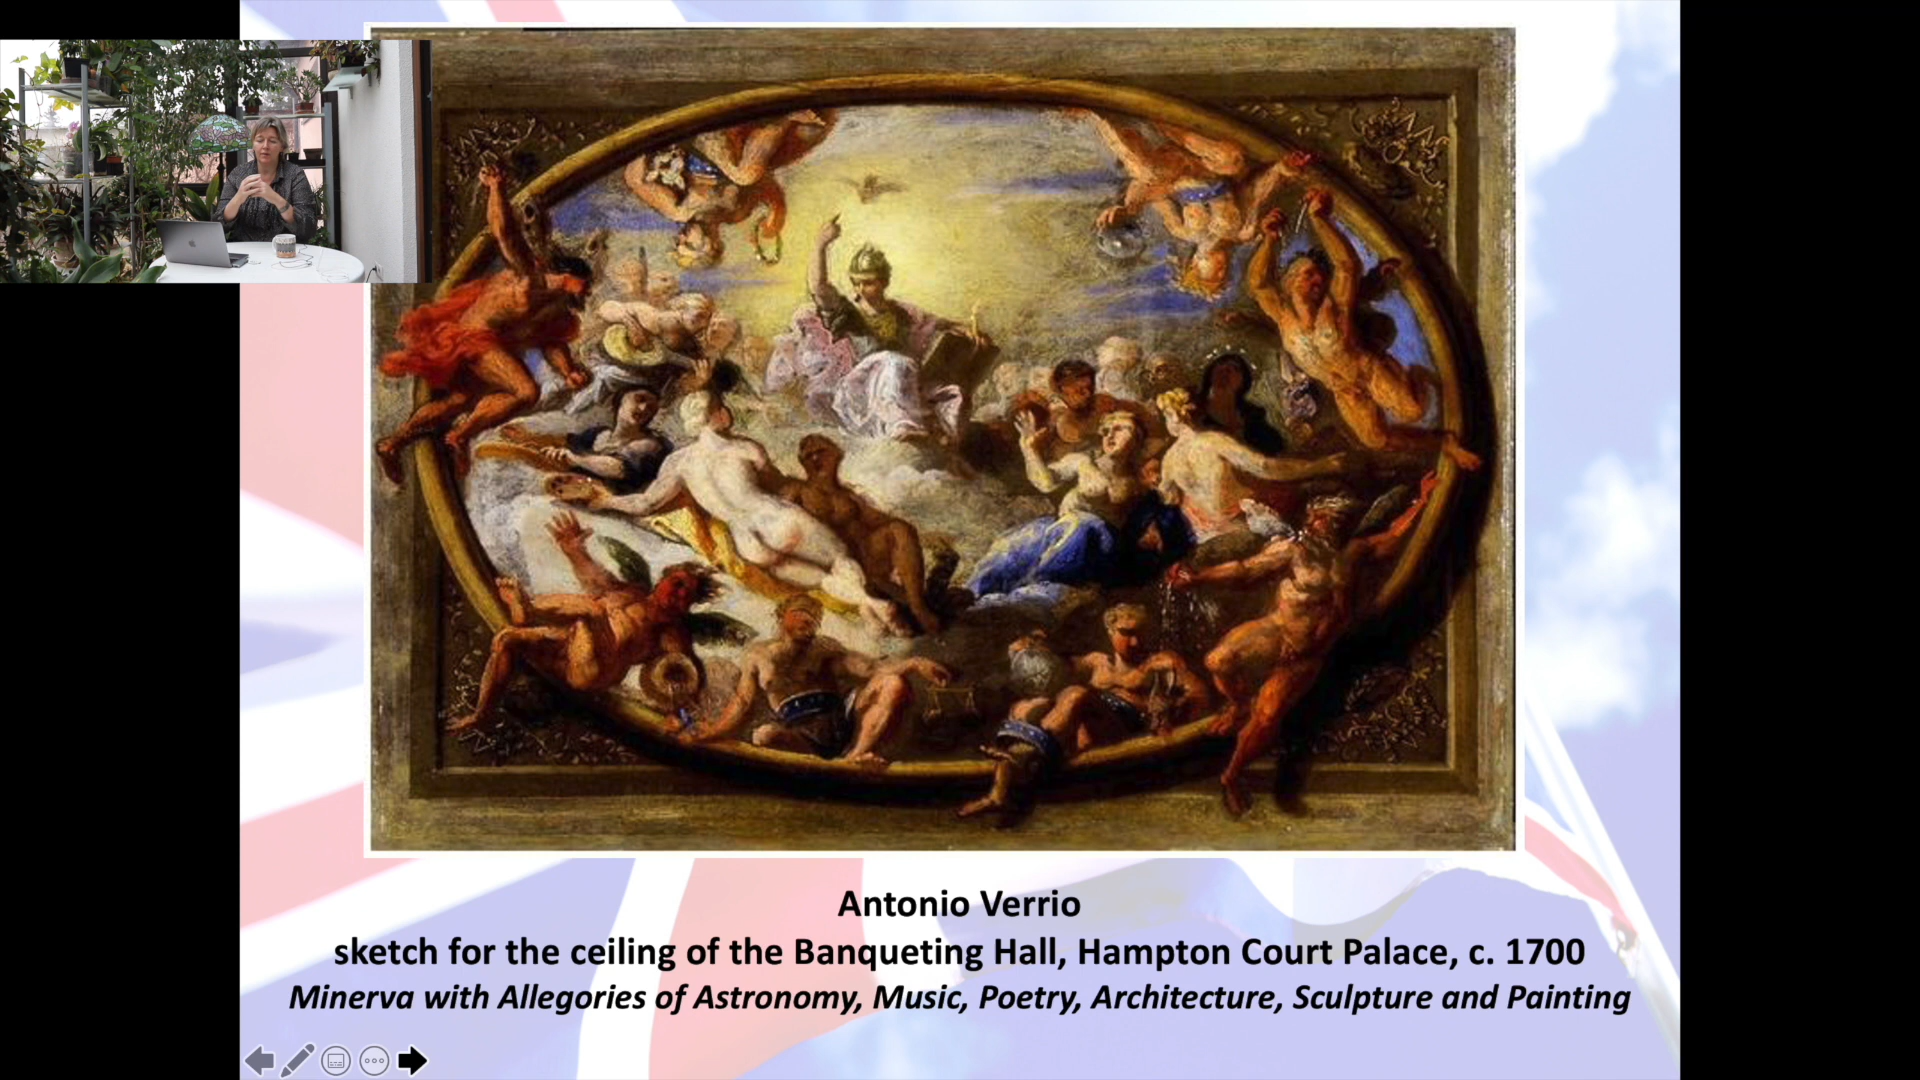 Antonio Verrio
sketch for the ceiling of the Banqueting Hall, Hampton Court Palace, c. 1700
Minerva with Allegories of Astronomy, Music, Poetry, Architecture, Sculpture and Painting